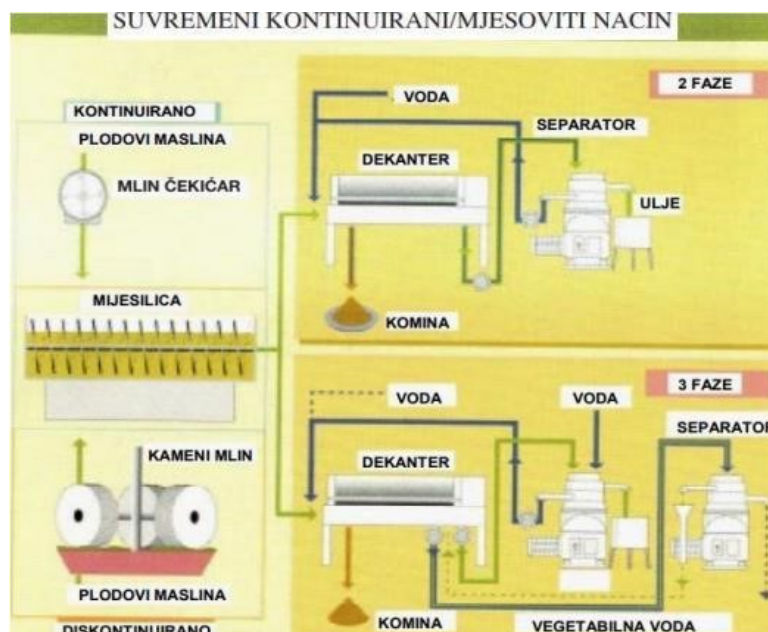 SUVREMENI KONTINUIRANI/MJESOVITI NACIN
KONTINUIRANO
PLODOVI MASLINA
MLIN ČEKIĆAR
MIJESILICA
KAMENI MLIN
PLODOVI MASLINA
DISKONTINUIRANO
2 FAZE
VODA
SEPARATOR
DEKANTER
ULJE
KOMINA
3 FAZE
VODA
VODA
SEPARATOR
DEKANTER
KOMINA
VEGETABILNA VODA